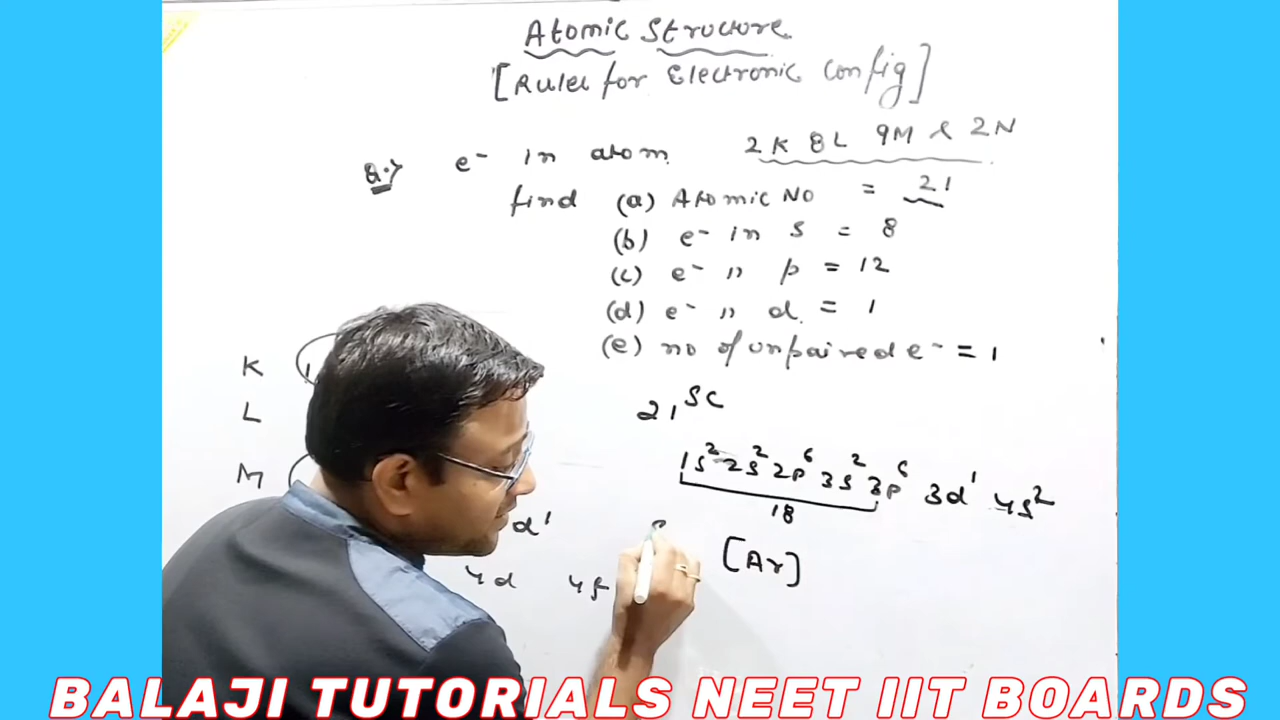 Atomic Structure
[Rules for Electronic config]
Q.> e⁻ in atom 2K 8L 9M & 2N
find (a) Atomic No = 21
(b) e⁻ in s = 8
(c) e⁻ " p = 12
(d) e⁻ " d = 1
(e) no of unpaired e⁻ = 1
K
L
M
21 Sc
1s² 2s² 2p⁶ 3s² 3p⁶ 3d¹ 4s²
18
d¹
[Ar]
4d 4f
BALAJI TUTORIALS NEET IIT BOARDS